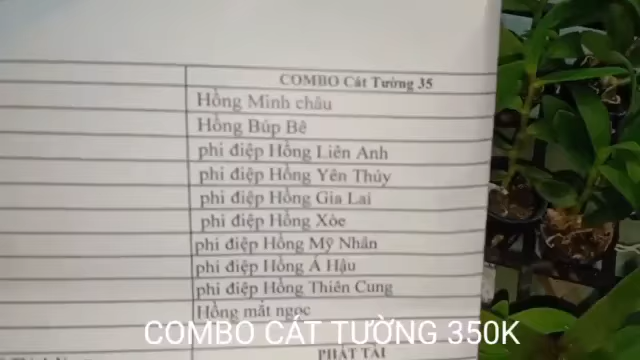 COMBO Cát Tường 35
Hồng Minh châu
Hồng Búp Bê
phi điệp Hồng Liên Anh
phi điệp Hồng Yên Thủy
phi điệp Hồng Gia Lai
phi điệp Hồng Xòe
phi điệp Hồng Mỹ Nhân
phi điệp Hồng Á Hậu
phi điệp Hồng Thiên Cung
Hồng mắt ngọc
COMBO CÁT TƯỜNG 350K
PHÁT TÀI